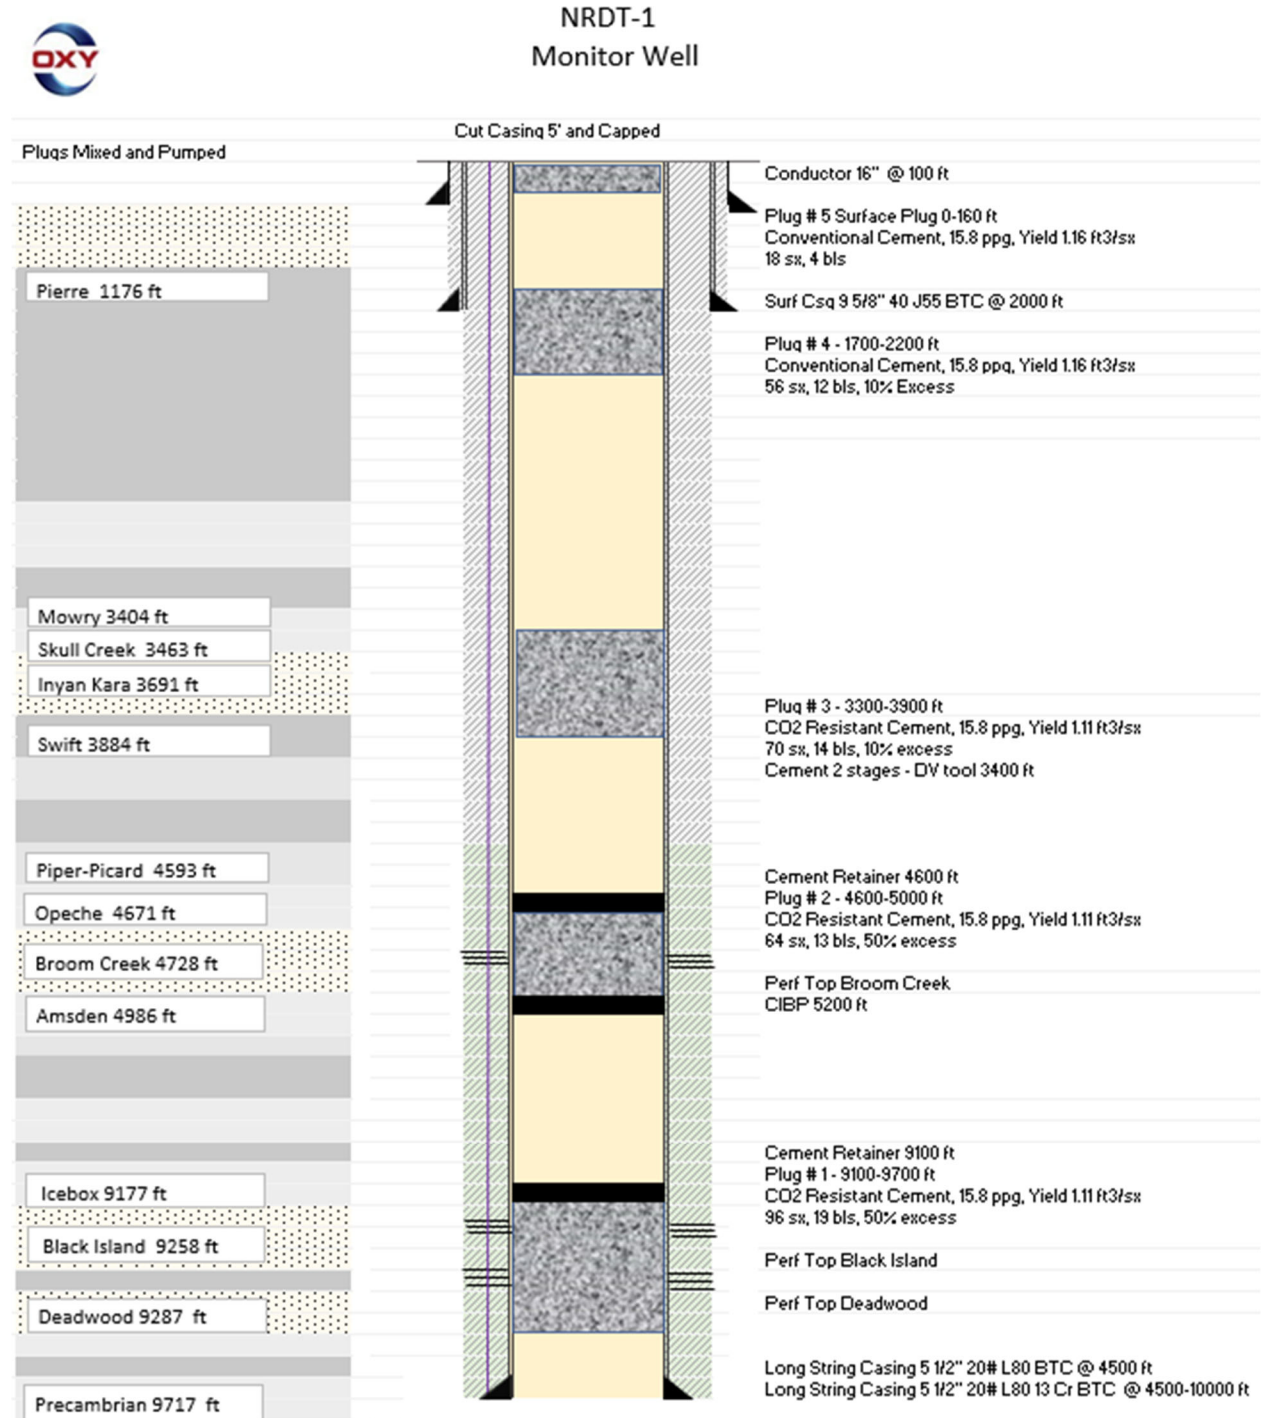 NRDT-1
Monitor Well
OXY
Cut Casing 5' and Capped
Plugs Mixed and Pumped
Conductor 16" @ 100 ft
Plug # 5 Surface Plug 0-160 ft
Conventional Cement, 15.8 ppg, Yield 1.16 ft3/sx
18 sx, 4 bls
Pierre 1176 ft
Surf Csg 9 5/8" 40 J55 BTC @ 2000 ft
Plug # 4 - 1700-2200 ft
Conventional Cement, 15.8 ppg, Yield 1.16 ft3/sx
56 sx, 12 bls, 10% Excess
Mowry 3404 ft
Skull Creek 3463 ft
Inyan Kara 3691 ft
Plug # 3 - 3300-3900 ft
CO2 Resistant Cement, 15.8 ppg, Yield 1.11 ft3/sx
70 sx, 14 bls, 10% excess
Cement 2 stages - DV tool 3400 ft
Swift 3884 ft
Piper-Picard 4593 ft
Opeche 4671 ft
Broom Creek 4728 ft
Amsden 4986 ft
Cement Retainer 4600 ft
Plug # 2 - 4600-5000 ft
CO2 Resistant Cement, 15.8 ppg, Yield 1.11 ft3/sx
64 sx, 13 bls, 50% excess
Perf Top Broom Creek
CIBP 5200 ft
Cement Retainer 9100 ft
Plug # 1 - 9100-9700 ft
CO2 Resistant Cement, 15.8 ppg, Yield 1.11 ft3/sx
96 sx, 19 bls, 50% excess
Icebox 9177 ft
Black Island 9258 ft
Deadwood 9287 ft
Perf Top Black Island
Perf Top Deadwood
Long String Casing 5 1/2" 20# L80 BTC @ 4500 ft
Long String Casing 5 1/2" 20# L80 13 Cr BTC @ 4500-10000 ft
Precambrian 9717 ft